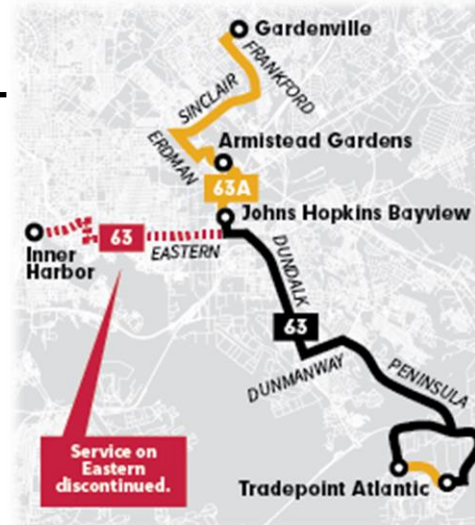 Gardenville
FRANKFORD
SINCLAIR
ERDMAN
Armistead Gardens
63A
Johns Hopkins Bayview
63
EASTERN
Inner
Harbor
DUNDALK
63
DUNMANWAY
PENINSULA
Service on
Eastern
discontinued.
Tradepoint Atlantic